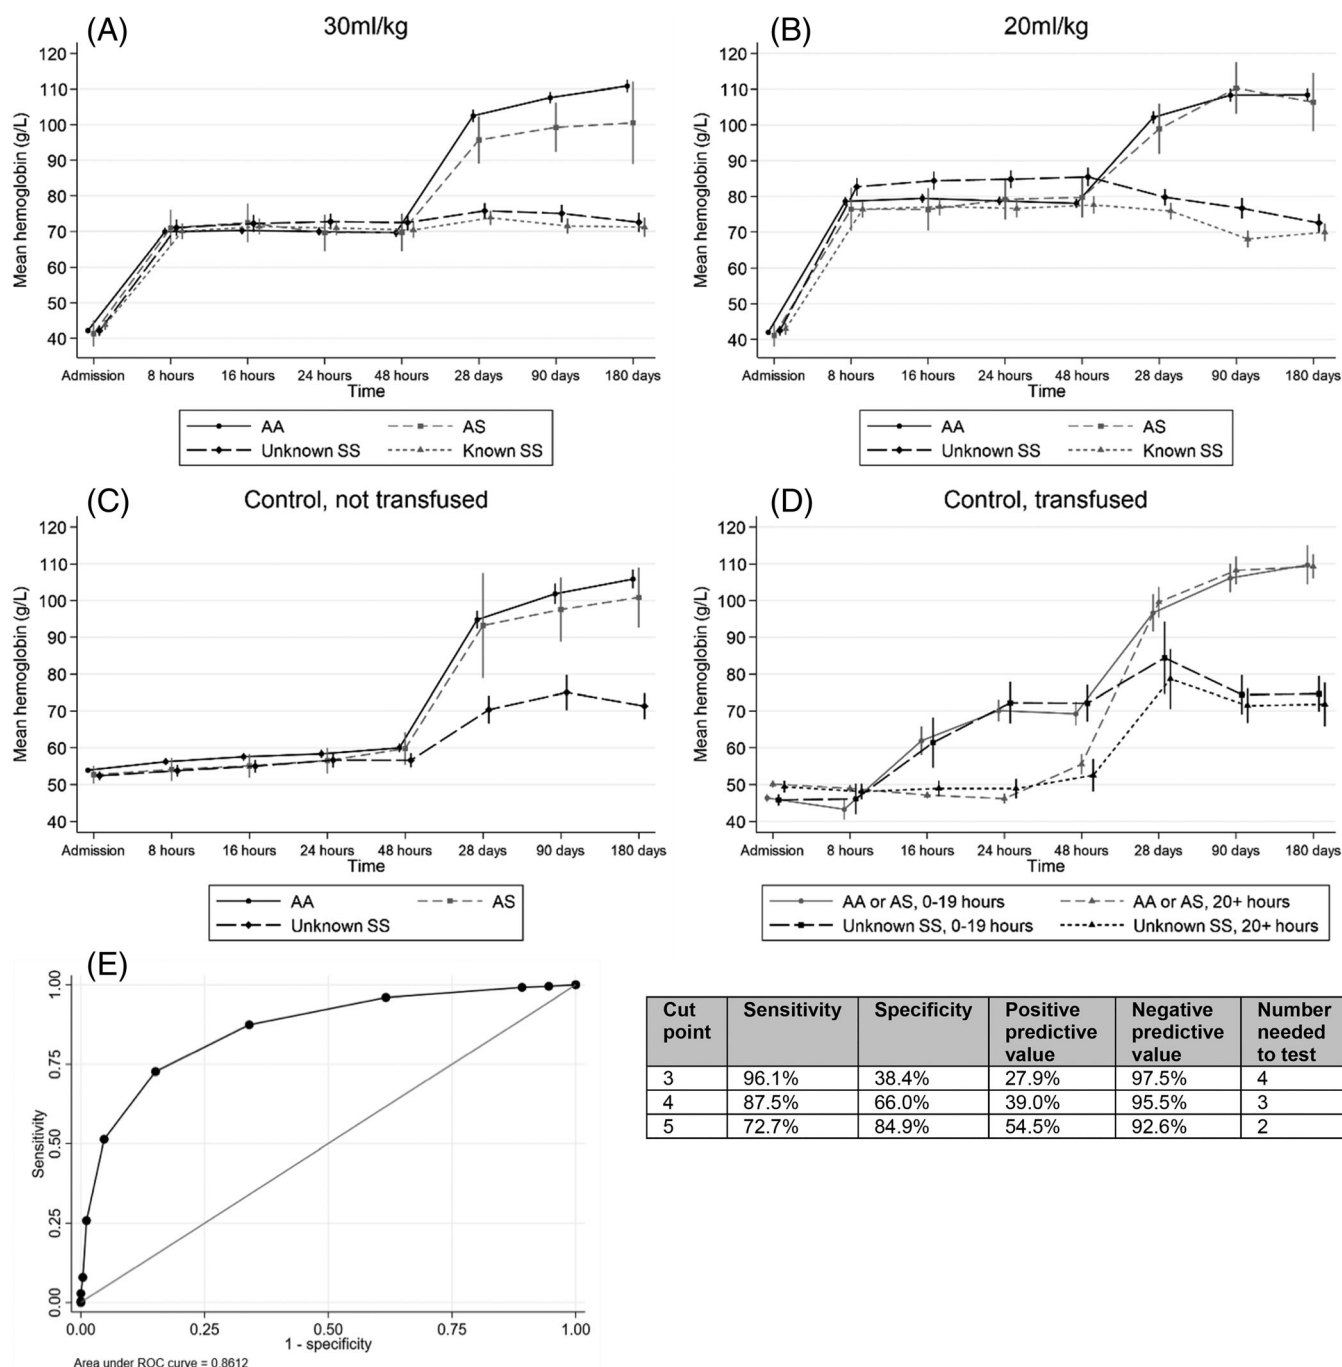 (A) 30ml/kg
Mean hemoglobin (g/L)
120
110
100
90
80
70
60
50
40
Admission 8 hours 16 hours 24 hours 48 hours 28 days 90 days 180 days
Time
AA AS
Unknown SS Known SS
(B) 20ml/kg
Mean hemoglobin (g/L)
120
110
100
90
80
70
60
50
40
Admission 8 hours 16 hours 24 hours 48 hours 28 days 90 days 180 days
Time
AA AS
Unknown SS Known SS
(C) Control, not transfused
Mean hemoglobin (g/L)
120
110
100
90
80
70
60
50
40
Admission 8 hours 16 hours 24 hours 48 hours 28 days 90 days 180 days
Time
AA AS
Unknown SS
(D) Control, transfused
Mean hemoglobin (g/L)
120
110
100
90
80
70
60
50
40
Admission 8 hours 16 hours 24 hours 48 hours 28 days 90 days 180 days
Time
AA or AS, 0-19 hours AA or AS, 20+ hours
Unknown SS, 0-19 hours Unknown SS, 20+ hours
(E)
Sensitivity
1.00
0.75
0.50
0.25
0.00
0.00 0.25 0.50 0.75 1.00
1 - specificity
Area under ROC curve = 0.8612
Cut point Sensitivity Specificity Positive predictive value Negative predictive value Number needed to test
3 96.1% 38.4% 27.9% 97.5% 4
4 87.5% 66.0% 39.0% 95.5% 3
5 72.7% 84.9% 54.5% 92.6% 2